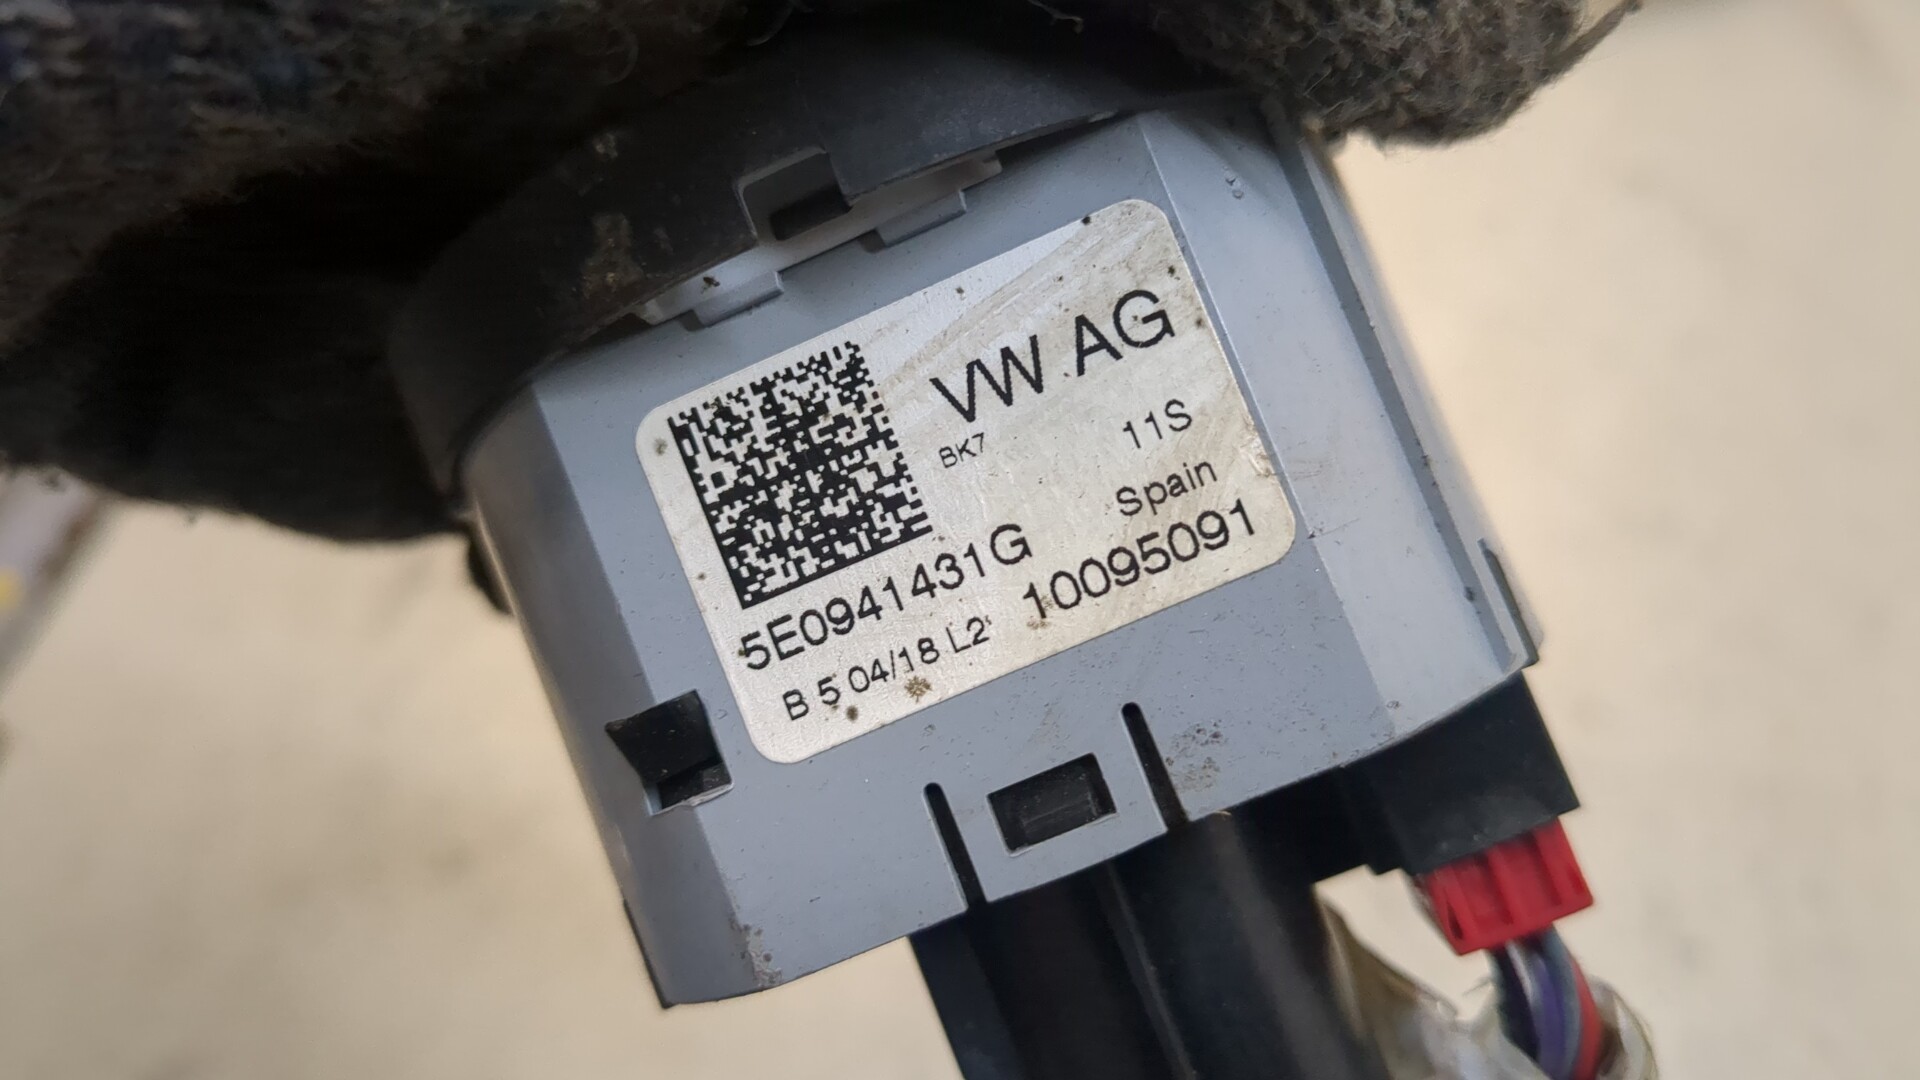 VW AG
BK7 11S
Spain
5E0941431G 10095091
B 5 04/18 L2